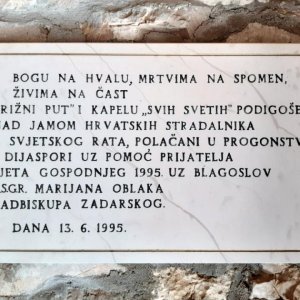 BOGU NA HVALU, MRTVIMA NA SPOMEN,
ŽIVIMA NA ČAST
RIŽNI PUT" I KAPELU „SVIH SVETIH" PODIGOŠE
NAD JAMOM HRVATSKIH STRADALNIKA
SVJETSKOG RATA, POLAČANI U PROGONSTV
DIJASPORI UZ POMOĆ PRIJATELJA
JETA GOSPODNJEG 1995. UZ BLAGOSLOV
S.GR. MARIJANA OBLAKA
ADBISKUPA ZADARSKOG.
DANA 13. 6. 1995.